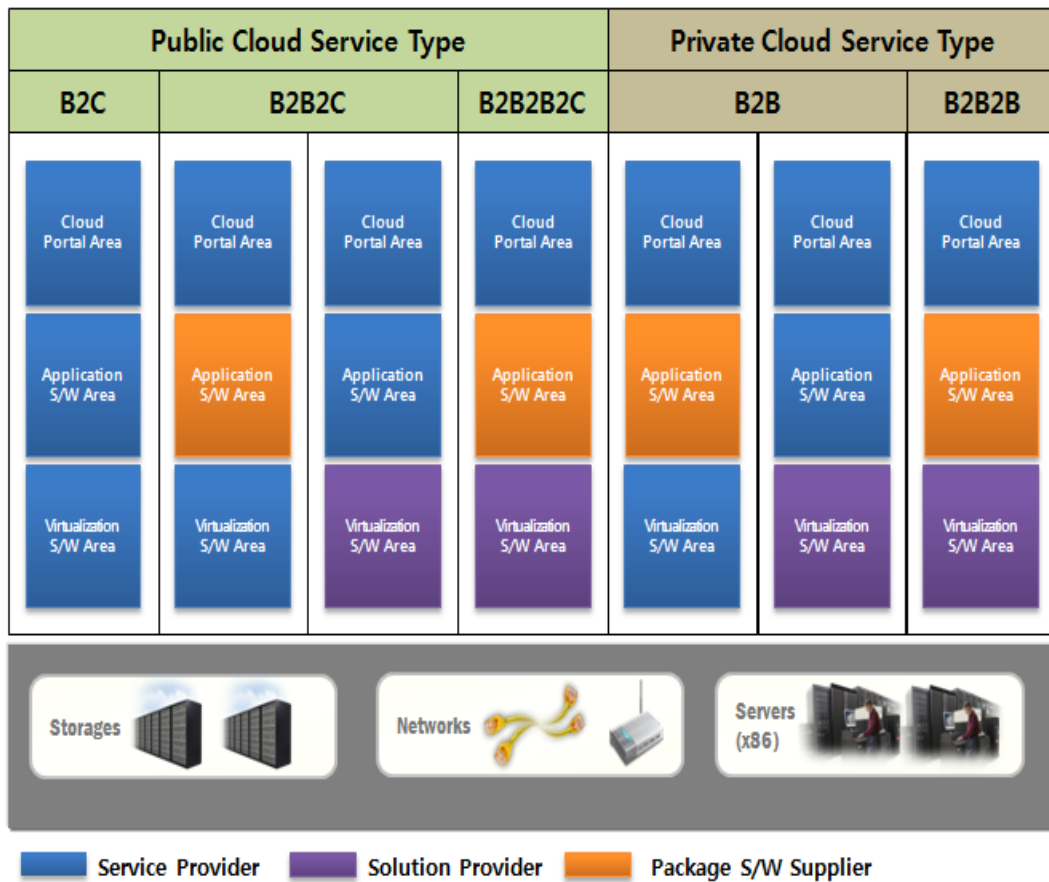 Public Cloud Service Type
Private Cloud Service Type
B2C
B2B2C
B2B2B2C
B2B
B2B2B
Cloud
Portal Area
Cloud
Portal Area
Cloud
Portal Area
Cloud
Portal Area
Cloud
Portal Area
Cloud
Portal Area
Cloud
Portal Area
Application
S/W Area
Application
S/W Area
Application
S/W Area
Application
S/W Area
Application
S/W Area
Application
S/W Area
Application
S/W Area
Virtualization
S/W Area
Virtualization
S/W Area
Virtualization
S/W Area
Virtualization
S/W Area
Virtualization
S/W Area
Virtualization
S/W Area
Virtualization
S/W Area
Storages
Networks
Servers
(x86)
Service Provider
Solution Provider
Package S/W Supplier